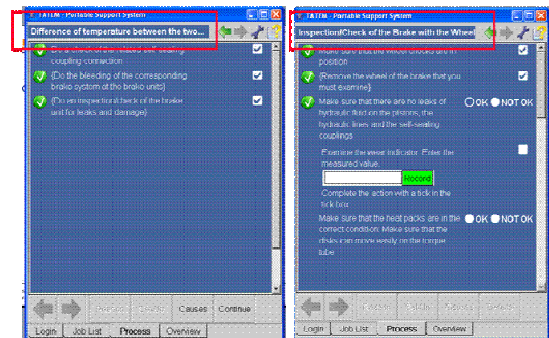 TATEM - Portable Support System
Difference of temperature between the two...
coupling connection
(Do the bleeding of the corresponding
brake system at the brake units)
(Do an inspection/check of the brake
unit for leaks and damage)
Causes Continue
Login Job List Process Overview
TATEM - Portable Support System
Inspection/Check of the Brake with the Wheel
Make sure that the wheel chocks are in
position
(Remove the wheel of the brake that you
must examine)
Make sure that there are no leaks of OK NOT OK
hydraulic fluid on the pistons, the
hydraulic lines and the self-sealing
couplings
Examine the wear indicator. Enter the
measured value.
Record
Complete the action with a tick in the
tick box
Make sure that the heat packs are in the OK NOT OK
correct condition. Make sure that the
disks can move easily on the torque
tube
Login Job List Process Overview